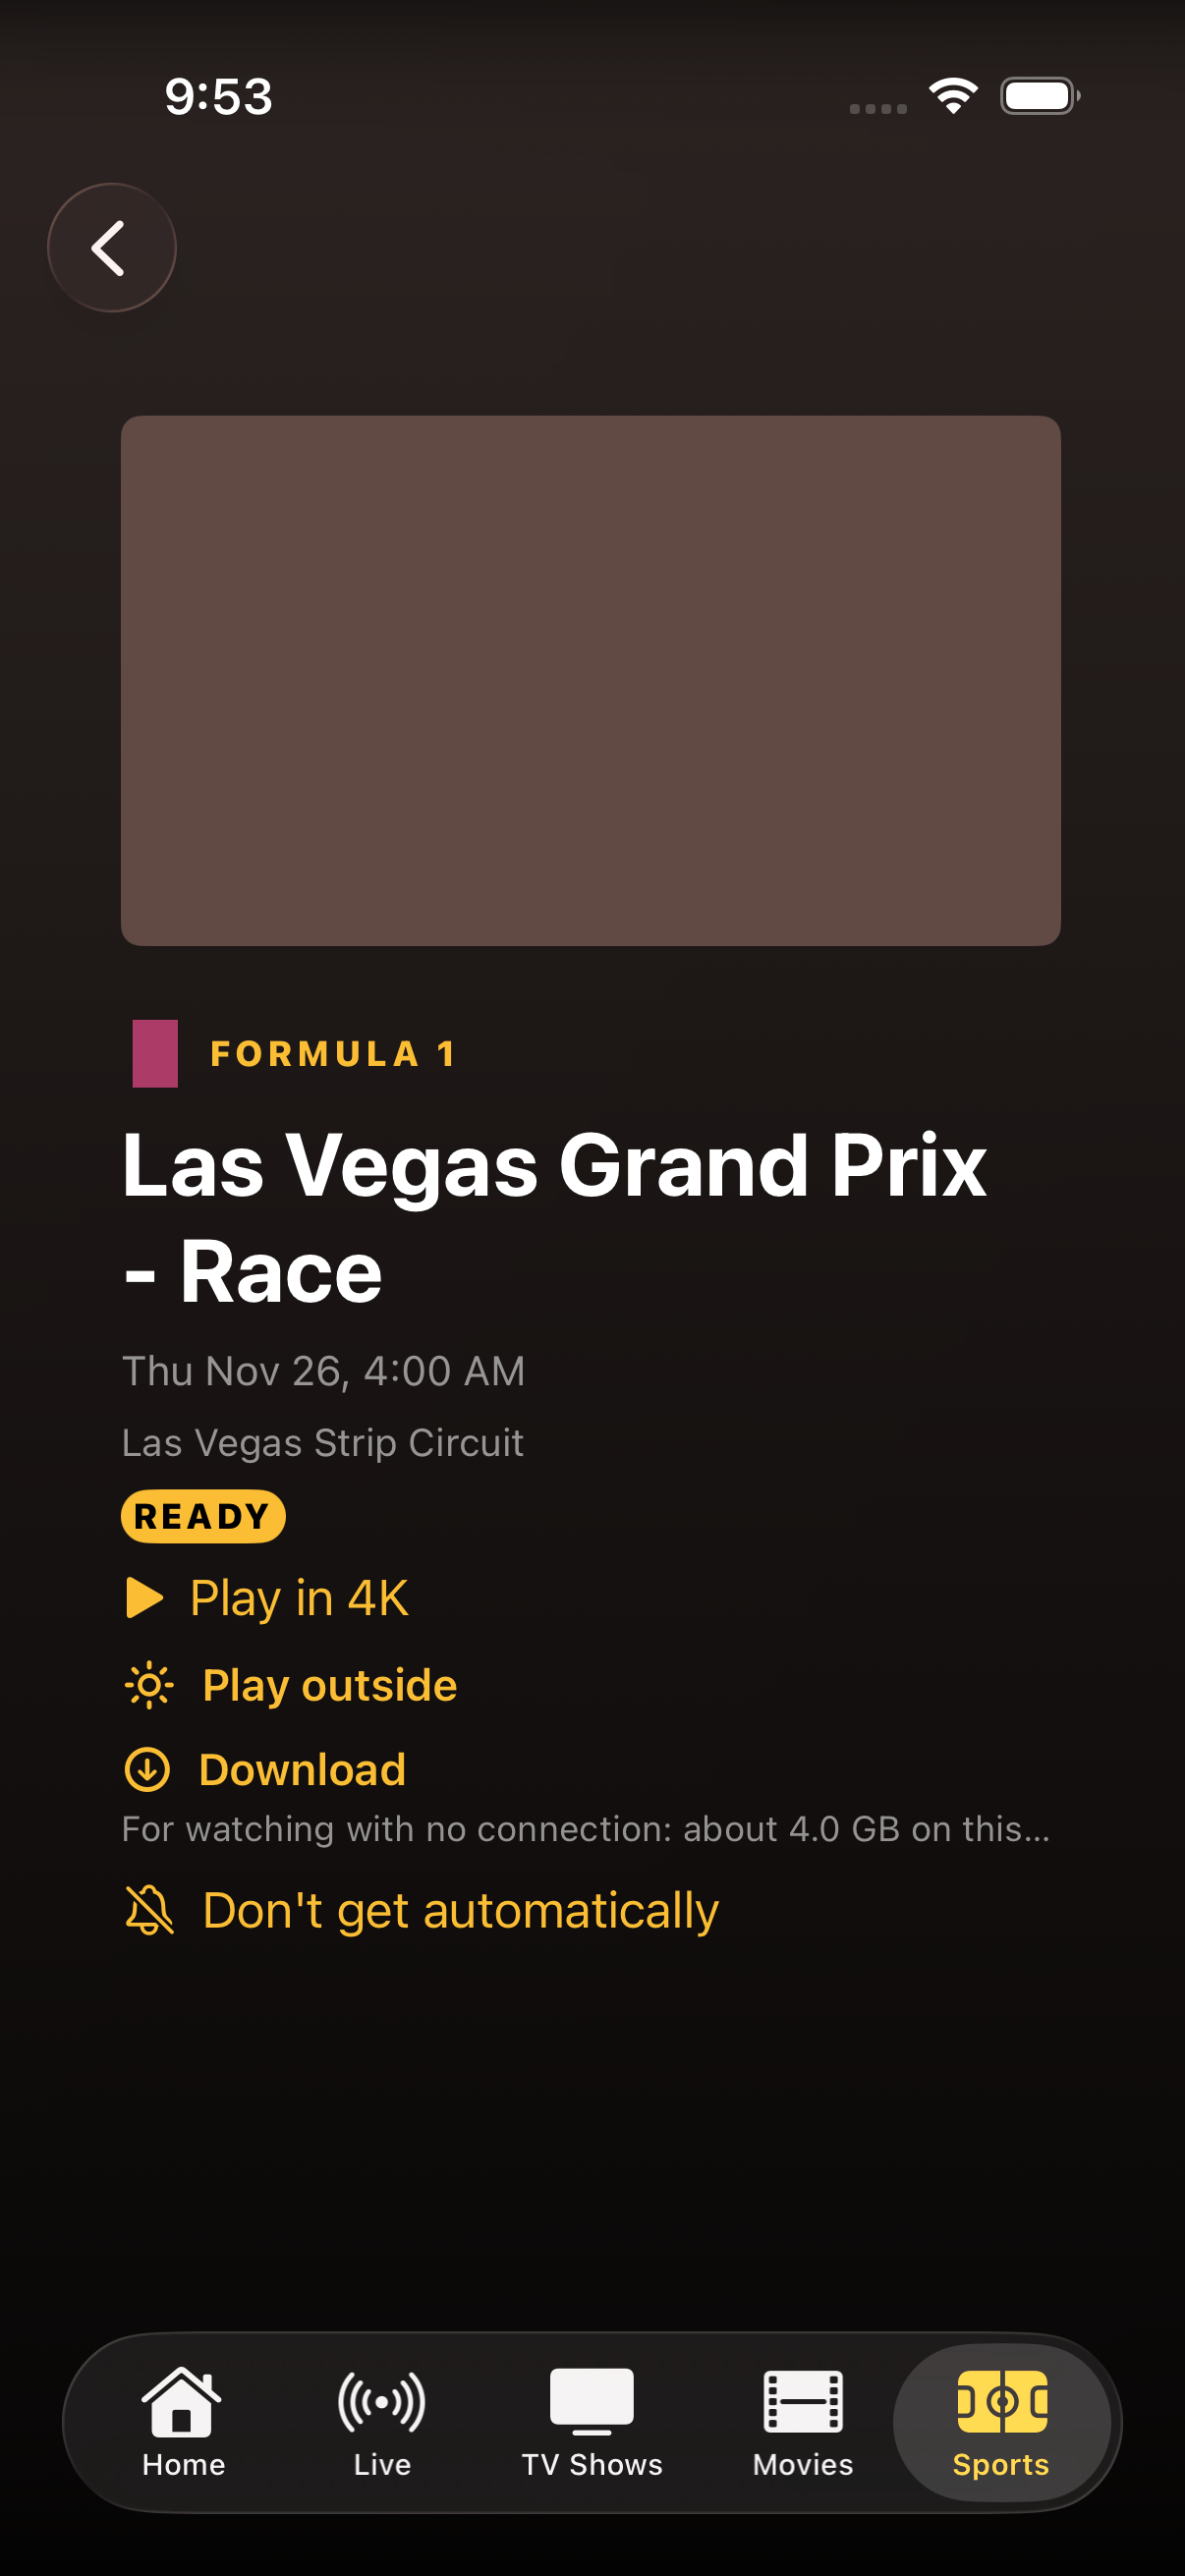 9:53
FORMULA 1
Las Vegas Grand Prix
- Race
Thu Nov 26, 4:00 AM
Las Vegas Strip Circuit
READY
Play in 4K
Play outside
Download
For watching with no connection: about 4.0 GB on this...
Don't get automatically
Home
Live
TV Shows
Movies
Sports